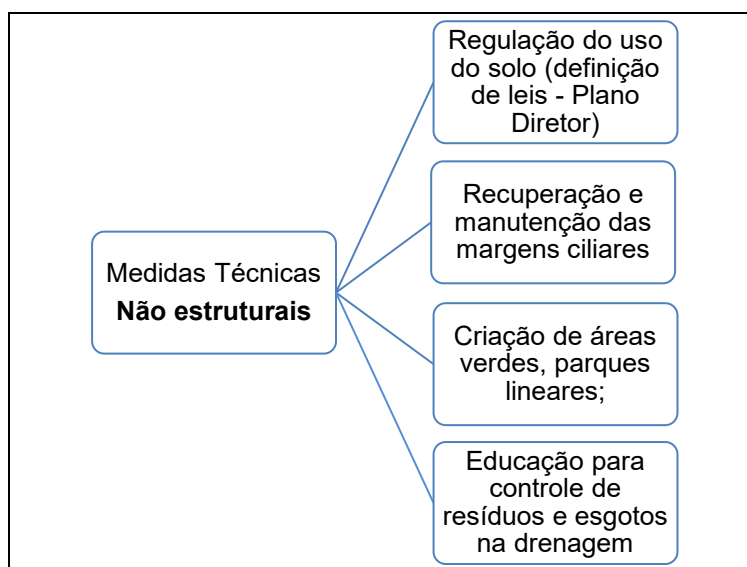 Medidas Técnicas
Não estruturais
Regulação do uso
do solo (definição
de leis - Plano
Diretor)
Recuperação e
manutenção das
margens ciliares
Criação de áreas
verdes, parques
lineares;
Educação para
controle de
resíduos e esgotos
na drenagem